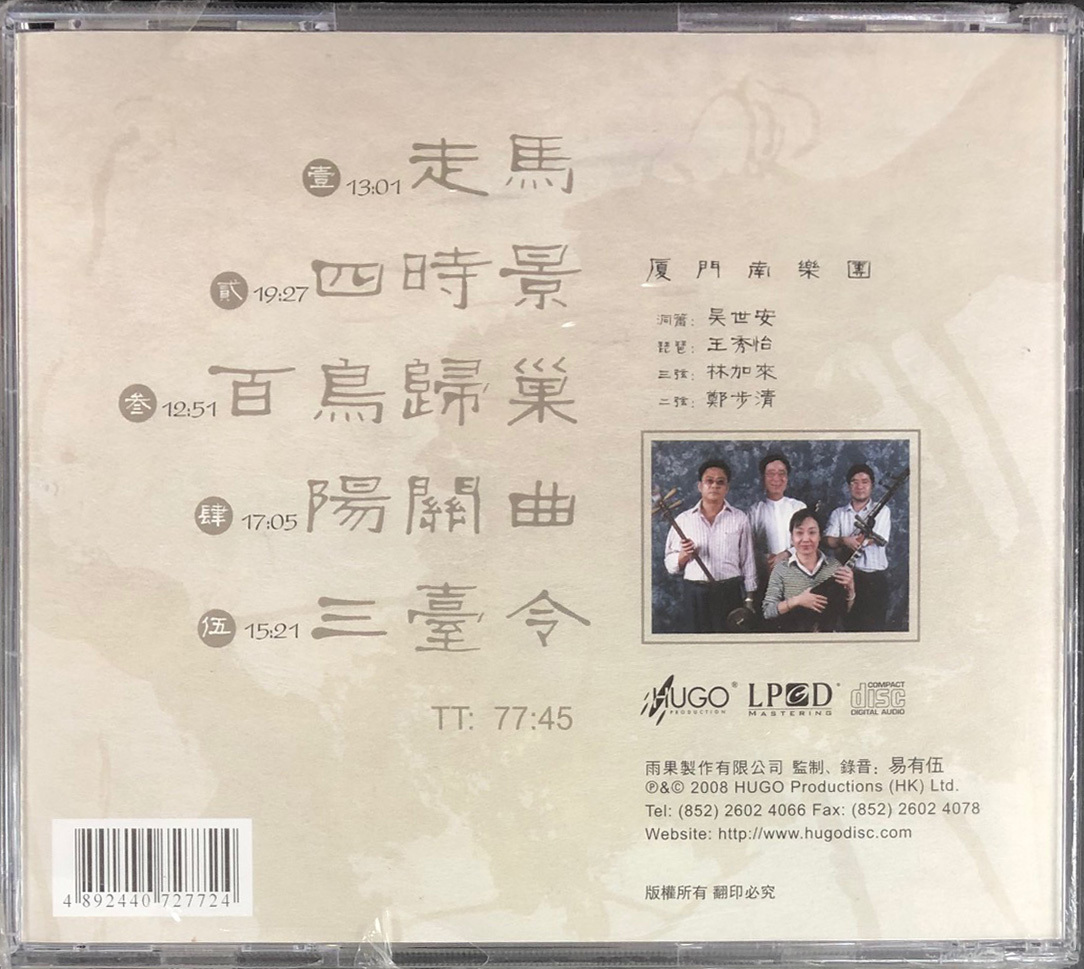 壹 13:01 走馬
貳 19:27 四時景
叁 12:51 百鳥歸巢
肆 17:05 陽關曲
伍 15:21 三臺令
TT: 77:45
厦門南樂團
洞簫: 吴世安
琵琶: 王秀怡
三弦: 林加來
二弦: 鄭步清
HUGO®
PRODUCTION
LPCD
MASTERING
COMPACT
disc
DIGITAL AUDIO
雨果製作有限公司 監制、錄音: 易有伍
℗&© 2008 HUGO Productions (HK) Ltd.
Tel: (852) 2602 4066 Fax: (852) 2602 4078
Website: http://www.hugodisc.com
版權所有 翻印必究
4 892440 727724